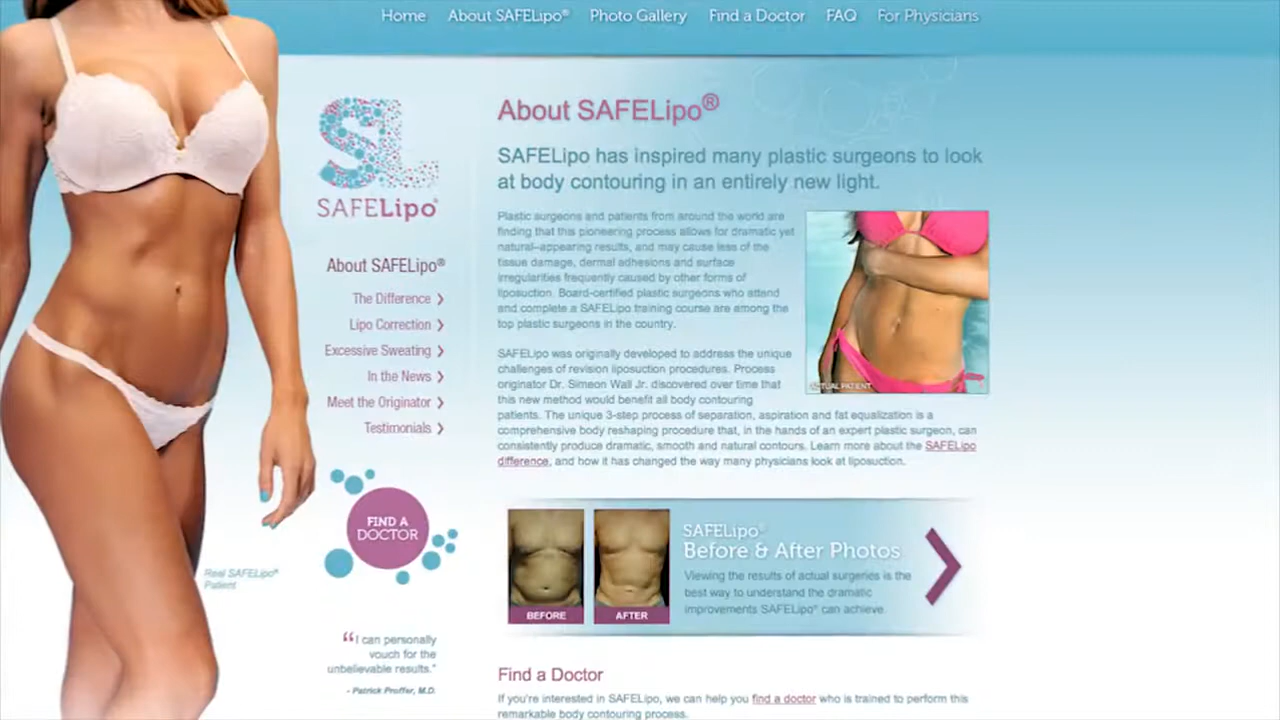 Home About SAFELipo® Photo Gallery Find a Doctor FAQ For Physicians
SL
SAFELipo®
About SAFELipo®
The Difference ❯
Lipo Correction ❯
Excessive Sweating ❯
In the News ❯
Meet the Originator ❯
Testimonials ❯
FIND A
DOCTOR
Real SAFELipo®
Patient
“I can personally
vouch for the
unbelievable results.”
- Patrick Proffer, M.D.
About SAFELipo®
SAFELipo has inspired many plastic surgeons to look
at body contouring in an entirely new light.
Plastic surgeons and patients from around the world are
finding that this pioneering process allows for dramatic yet
natural–appearing results, and may cause less of the
tissue damage, dermal adhesions and surface
irregularities frequently caused by other forms of
liposuction. Board-certified plastic surgeons who attend
and complete a SAFELipo training course are among the
top plastic surgeons in the country.
ACTUAL PATIENT
SAFELipo was originally developed to address the unique
challenges of revision liposuction procedures. Process
originator Dr. Simeon Wall Jr. discovered over time that
this new method would benefit all body contouring
patients. The unique 3-step process of separation, aspiration and fat equalization is a
comprehensive body reshaping procedure that, in the hands of an expert plastic surgeon, can
consistently produce dramatic, smooth and natural contours. Learn more about the SAFELipo
difference, and how it has changed the way many physicians look at liposuction.
BEFORE
AFTER
SAFELipo®
Before & After Photos
Viewing the results of actual surgeries is the
best way to understand the dramatic
improvements SAFELipo® can achieve.
Find a Doctor
If you're interested in SAFELipo, we can help you find a doctor who is trained to perform this
remarkable body contouring process.